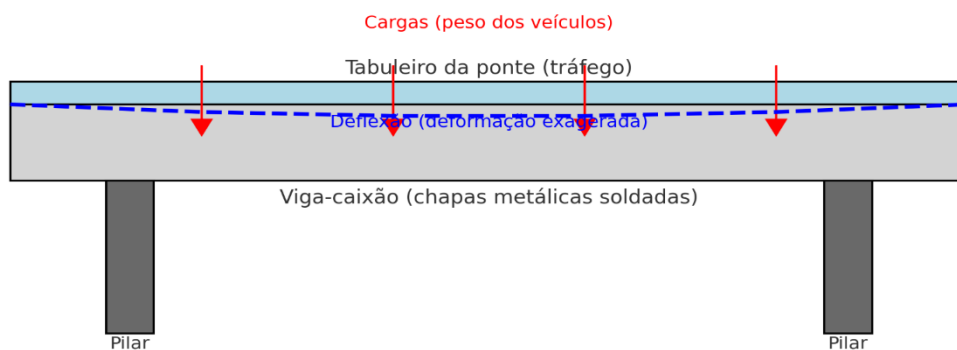 Cargas (peso dos veículos)
Tabuleiro da ponte (tráfego)
Deflexão (deformação exagerada)
Viga-caixão (chapas metálicas soldadas)
Pilar
Pilar